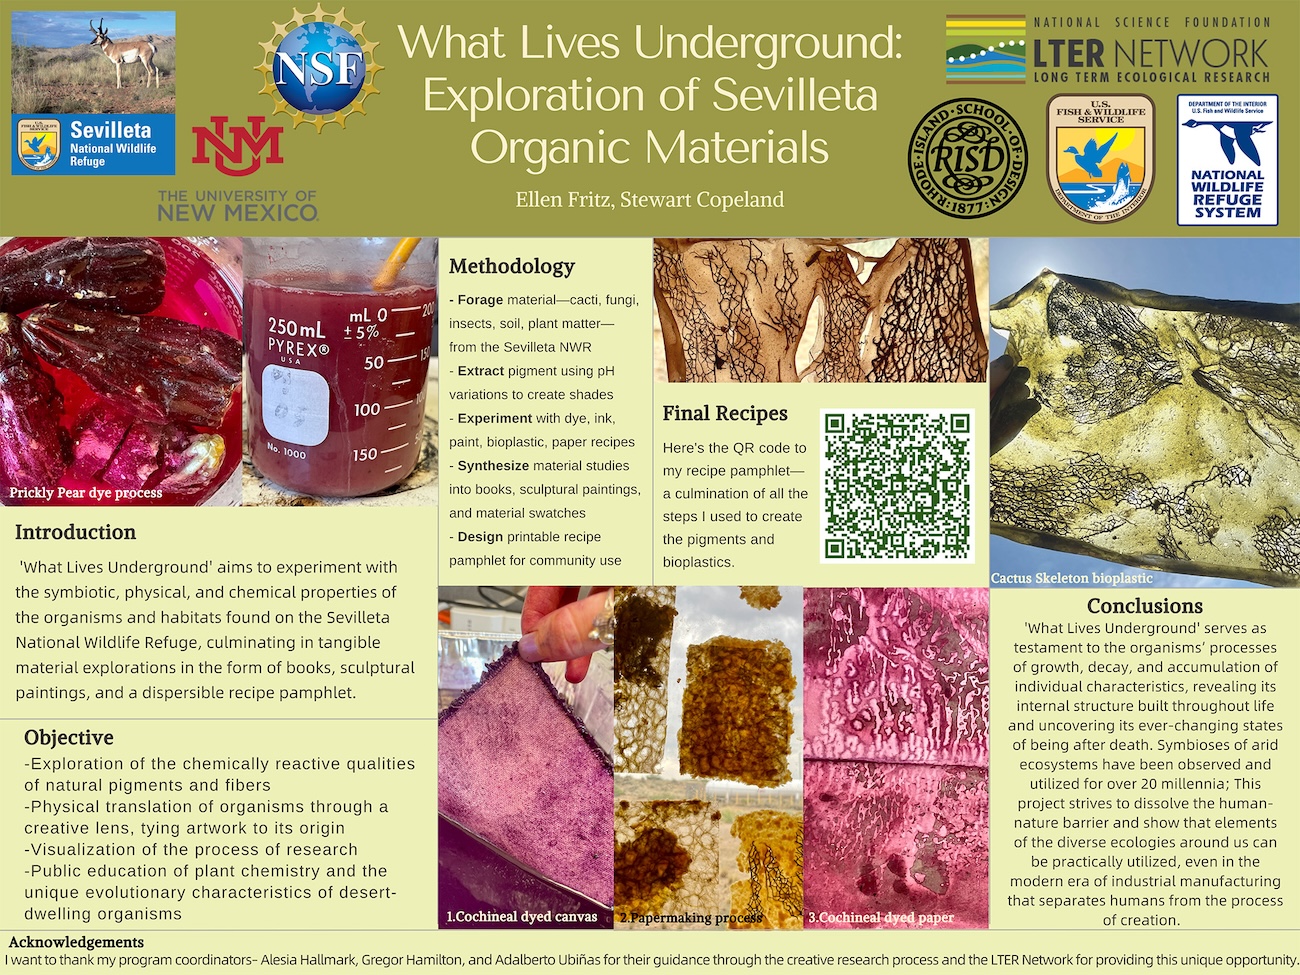 What Lives Underground:
Exploration of Sevilleta
Organic Materials
Ellen Fritz, Stewart Copeland
U.S.
FISH & WILDLIFE
SERVICE
Sevilleta
National Wildlife
Refuge
NSF
UNM
THE UNIVERSITY OF
NEW MEXICO.
NATIONAL SCIENCE FOUNDATION
LTER NETWORK
LONG TERM ECOLOGICAL RESEARCH
RHODE·ISLAND·SCHOOL·OF·DESIGN·
RISD
·1877·
U.S.
FISH & WILDLIFE
SERVICE
DEPARTMENT OF THE INTERIOR
DEPARTMENT OF THE INTERIOR
U.S. Fish and Wildlife Service
NATIONAL
WILDLIFE
REFUGE
SYSTEM
250mL
±5%
PYREX®
USA
No. 1000
mL 0
50
100
150
200
150
Prickly Pear dye process
Introduction
'What Lives Underground' aims to experiment with
the symbiotic, physical, and chemical properties of
the organisms and habitats found on the Sevilleta
National Wildlife Refuge, culminating in tangible
material explorations in the form of books, sculptural
paintings, and a dispersible recipe pamphlet.
Objective
-Exploration of the chemically reactive qualities
of natural pigments and fibers
-Physical translation of organisms through a
creative lens, tying artwork to its origin
-Visualization of the process of research
-Public education of plant chemistry and the
unique evolutionary characteristics of desert-
dwelling organisms
Methodology
- Forage material—cacti, fungi,
insects, soil, plant matter—
from the Sevilleta NWR
- Extract pigment using pH
variations to create shades
- Experiment with dye, ink,
paint, bioplastic, paper recipes
- Synthesize material studies
into books, sculptural paintings,
and material swatches
- Design printable recipe
pamphlet for community use
Final Recipes
Here's the QR code to
my recipe pamphlet—
a culmination of all the
steps I used to create
the pigments and
bioplastics.
1.Cochineal dyed canvas
2.Papermaking process
3.Cochineal dyed paper
Cactus Skeleton bioplastic
Conclusions
'What Lives Underground' serves as
testament to the organisms' processes
of growth, decay, and accumulation of
individual characteristics, revealing its
internal structure built throughout life
and uncovering its ever-changing states
of being after death. Symbioses of arid
ecosystems have been observed and
utilized for over 20 millennia; This
project strives to dissolve the human-
nature barrier and show that elements
of the diverse ecologies around us can
be practically utilized, even in the
modern era of industrial manufacturing
that separates humans from the process
of creation.
Acknowledgements
I want to thank my program coordinators– Alesia Hallmark, Gregor Hamilton, and Adalberto Ubiñas for their guidance through the creative research process and the LTER Network for providing this unique opportunity.